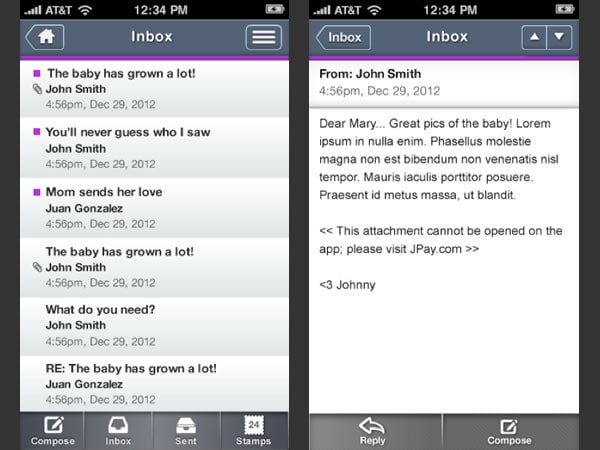 AT&T 12:34 PM
Inbox
The baby has grown a lot!
John Smith
4:56pm, Dec 29, 2012
You'll never guess who I saw
John Smith
4:56pm, Dec 29, 2012
Mom sends her love
Juan Gonzalez
4:56pm, Dec 29, 2012
The baby has grown a lot!
John Smith
4:56pm, Dec 29, 2012
What do you need?
John Smith
4:56pm, Dec 29, 2012
RE: The baby has grown a lot!
Juan Gonzalez
4:56pm, Dec 29, 2012
24
Compose Inbox Sent Stamps
AT&T 12:34 PM
Inbox Inbox
From: John Smith
4:56pm, Dec 29, 2012
Dear Mary... Great pics of the baby! Lorem
ipsum in nulla enim. Phasellus molestie
magna non est bibendum non venenatis nisl
tempor. Mauris iaculis porttitor posuere.
Praesent id metus massa, ut blandit.
<< This attachment cannot be opened on the
app; please visit JPay.com >>
<3 Johnny
Reply Compose